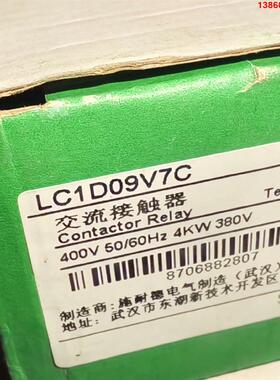 13860
LC1D09V7C
交流接触器
Contactor Relay
Te
400V 50/60Hz 4KW 380V
8706882807
制造商: 施耐德电气制造（武汉）
地址: 武汉市东湖新技术开发区